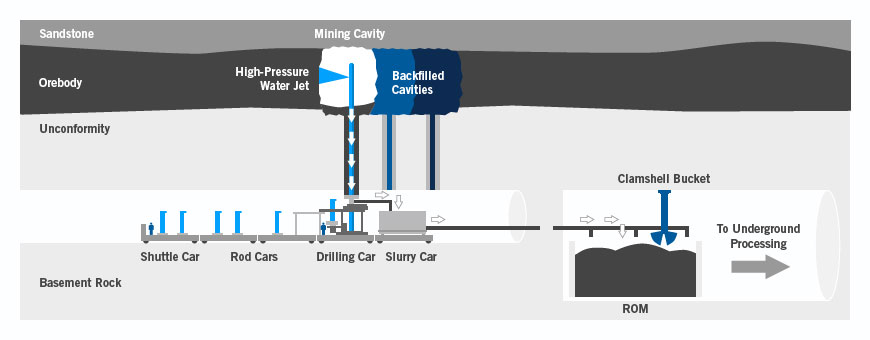 Sandstone
Mining Cavity
High-Pressure
Water Jet
Backfilled
Cavities
Orebody
Unconformity
Clamshell Bucket
To Underground
Processing
Shuttle Car
Rod Cars
Drilling Car
Slurry Car
Basement Rock
ROM